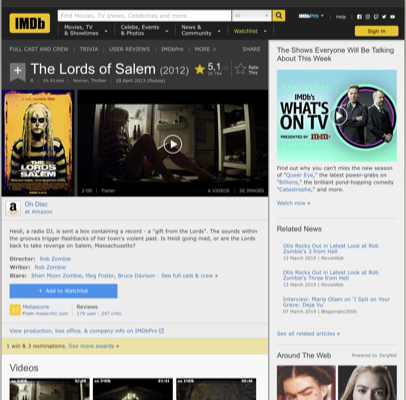 IMDb
Find Movies, TV shows, Celebrities and more...
All
IMDbPro
Help
Movies, TV & Showtimes
Celebs, Events & Photos
News & Community
Watchlist
Sign in
FULL CAST AND CREW | TRIVIA | USER REVIEWS | IMDbPro | MORE
SHARE
The Lords of Salem (2012)
5,1
Rate This
R | 1h 41min | Horror, Thriller | 18 April 2013 (Russia)
THE LORDS OF SALEM
2:08 | Trailer
6 VIDEOS | 30 IMAGES
On Disc
at Amazon
Heidi, a radio DJ, is sent a box containing a record - a "gift from the Lords". The sounds within
the grooves trigger flashbacks of her town's violent past. Is Heidi going mad, or are the Lords
back to take revenge on Salem, Massachusetts?
Director: Rob Zombie
Writer: Rob Zombie
Stars: Sheri Moon Zombie, Meg Foster, Bruce Davison | See full cast & crew »
+ Add to Watchlist
Metascore
From metacritic.com
Reviews
179 user | 247 critic
View production, box office, & company info on IMDbPro
1 win & 3 nominations. See more awards »
Videos
The Shows Everyone Will Be Talking
About This Week
IMDb's
WHAT'S
ON TV
PRESENTED BY m&m's
Find out why you can't miss the new season
of "Queer Eye," the latest power-grabs on
"Billions," the brilliant pond-hopping comedy
"Catastrophe," and more.
Watch now »
Related News
Otis Rocks Out in Latest Look at Rob
Zombie's 3 from Hell
13 March 2019 | MovieWeb
Otis Rocks Out in Latest Look at Rob
Zombie's
13 March 2019 | MovieWeb
Interview: Maria Olsen on 'I Spit on Your
Grave: Deja Vu'
07 March 2019 | Blogomatic3000
See all related articles »
Around The Web
Powered by ZergNet